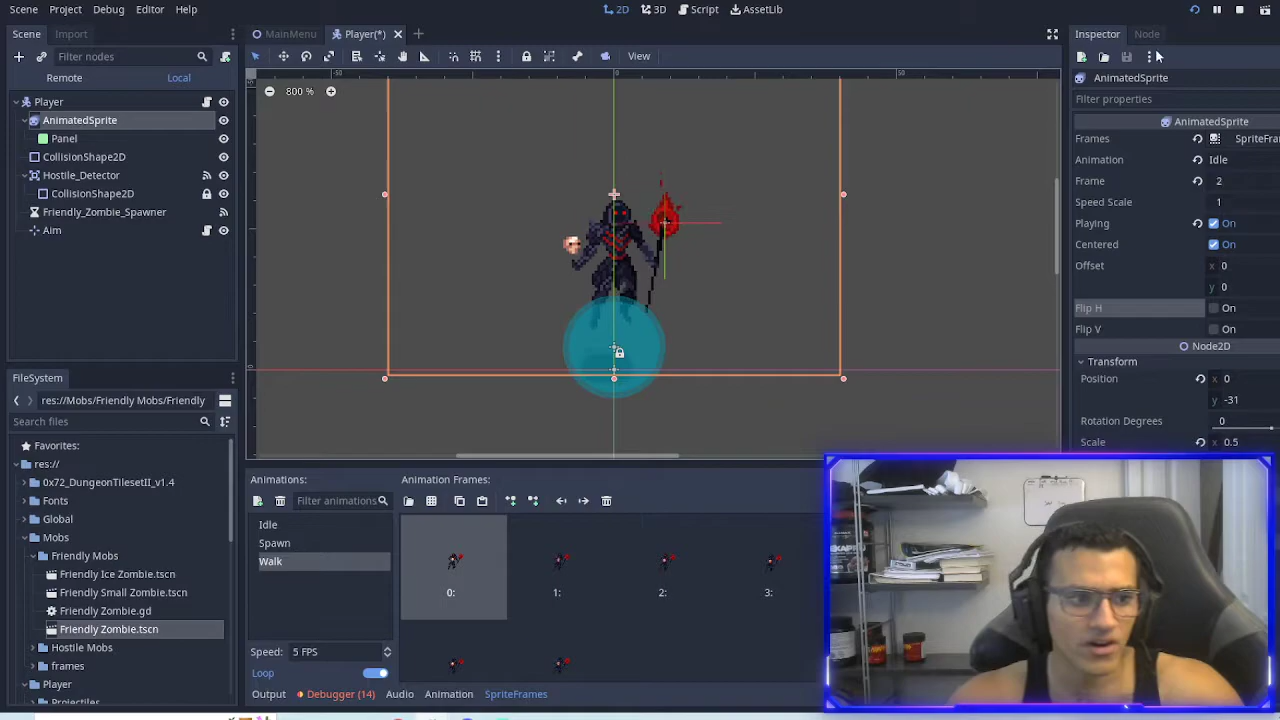 Scene Project Debug Editor Help 2D 3D Script AssetLib
Scene Import MainMenu Player(*) Inspector Node
Filter nodes View
Remote Local
-50 0 50
800 %
Player
AnimatedSprite
Panel
CollisionShape2D
Hostile_Detector
CollisionShape2D
Friendly_Zombie_Spawner
Aim
AnimatedSprite
Filter properties
AnimatedSprite
Frames SpriteFra
Animation Idle
Frame 2
Speed Scale 1
Playing On
Centered On
Offset x 0
y 0
Flip H On
Flip V On
Node2D
Transform
Position x 0
y -31
Rotation Degrees 0
Scale x 0.5
FileSystem
res://Mobs/Friendly Mobs/Friendly
Search files
Favorites:
res://
0x72_DungeonTilesetII_v1.4
Fonts
Global
Mobs
Friendly Mobs
Friendly Ice Zombie.tscn
Friendly Small Zombie.tscn
Friendly Zombie.gd
Friendly Zombie.tscn
Hostile Mobs
frames
Player
Projectiles
Animations: Animation Frames:
Filter animations
Idle
Spawn
Walk
0: 1: 2: 3:
Speed: 5 FPS
Loop
Output Debugger (14) Audio Animation SpriteFrames